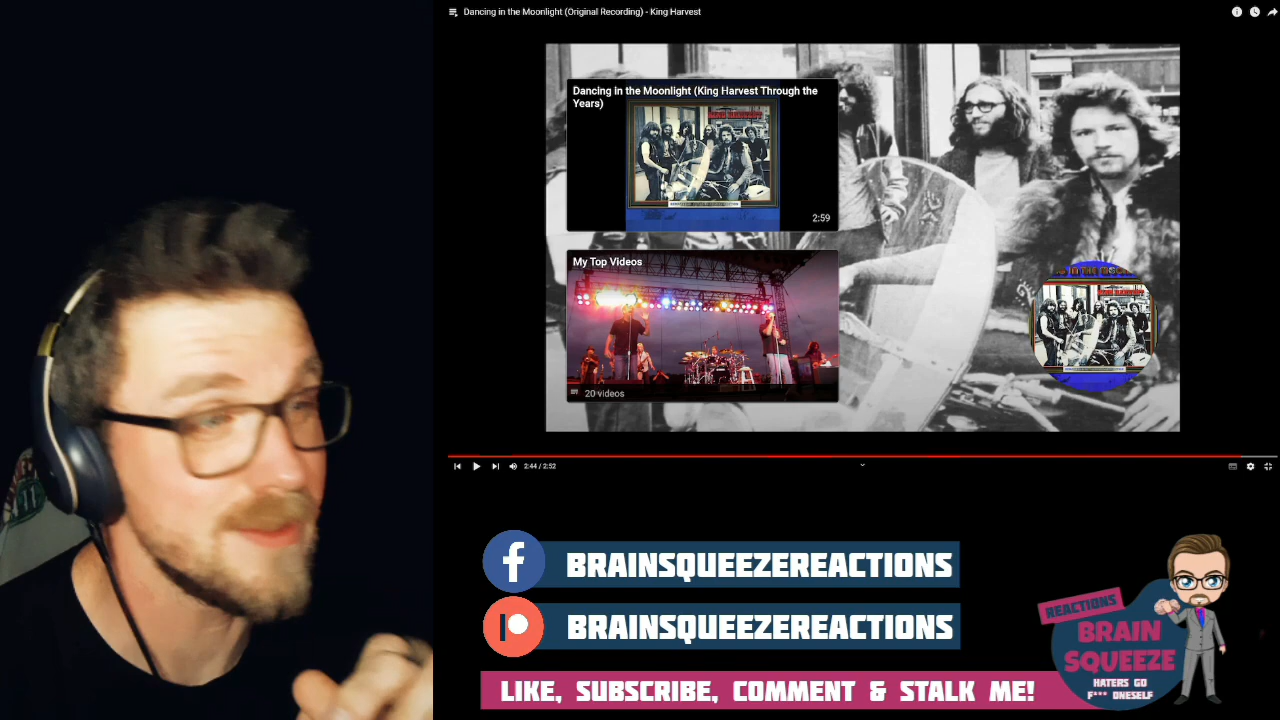 Dancing in the Moonlight (Original Recording) - King Harvest
Dancing in the Moonlight (King Harvest Through the
Years)
KING HARVEST
2:59
My Top Videos
20 videos
2:44 / 2:52
BRAINSQUEEZEREACTIONS
BRAINSQUEEZEREACTIONS
LIKE, SUBSCRIBE, COMMENT & STALK ME!
REACTIONS
BRAIN
SQUEEZE
HATERS GO
F*** ONESELF